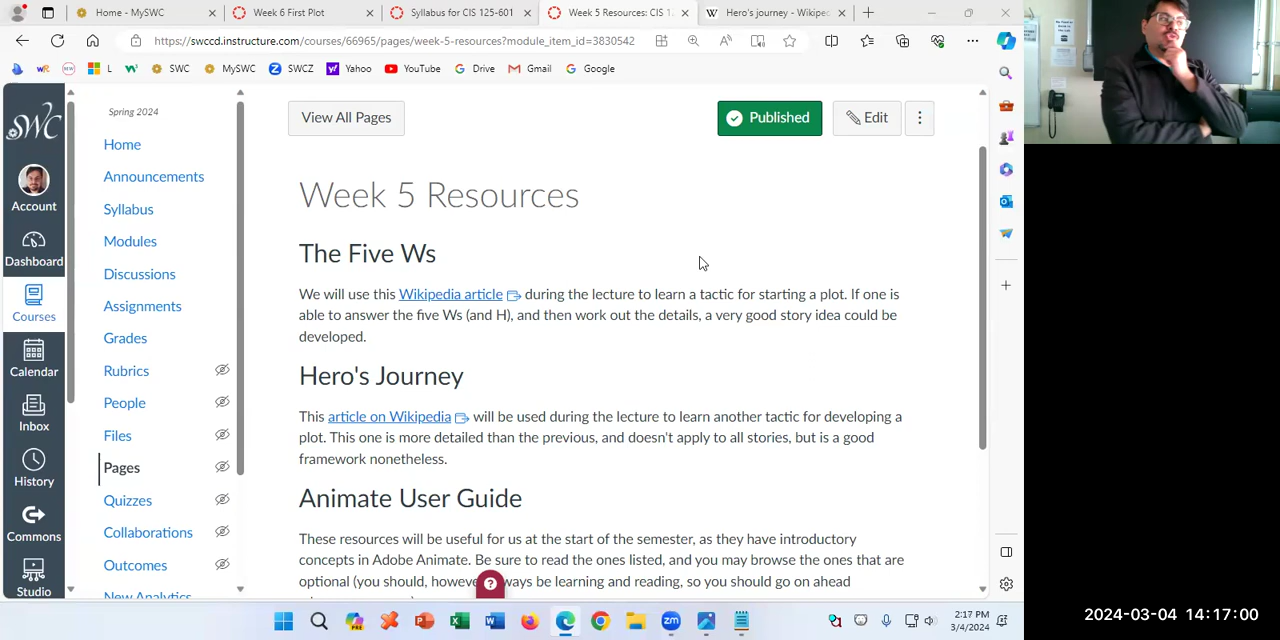 Home - MySWC
Week 6 First Plot
Syllabus for CIS 125-601
Week 5 Resources: CIS 1
Hero's journey - Wikiped
https://swccd.instructure.com/courses/65265/pages/week-5-resources?module_item_id=3830542
L
SWC
MySWC
SWCZ
Yahoo
YouTube
Drive
Gmail
Google
SWC
Account
Dashboard
Courses
Calendar
Inbox
History
Commons
Studio
Spring 2024
Home
Announcements
Syllabus
Modules
Discussions
Assignments
Grades
Rubrics
People
Files
Pages
Quizzes
Collaborations
Outcomes
New Analytics
View All Pages
Published
Edit
Week 5 Resources
The Five Ws
We will use this Wikipedia article during the lecture to learn a tactic for starting a plot. If one is
able to answer the five Ws (and H), and then work out the details, a very good story idea could be
developed.
Hero's Journey
This article on Wikipedia will be used during the lecture to learn another tactic for developing a
plot. This one is more detailed than the previous, and doesn't apply to all stories, but is a good
framework nonetheless.
Animate User Guide
These resources will be useful for us at the start of the semester, as they have introductory
concepts in Adobe Animate. Be sure to read the ones listed, and you may browse the ones that are
optional (you should, howeve ways be learning and reading, so you should go on ahead
2:17 PM
3/4/2024
2024-03-04 14:17:00